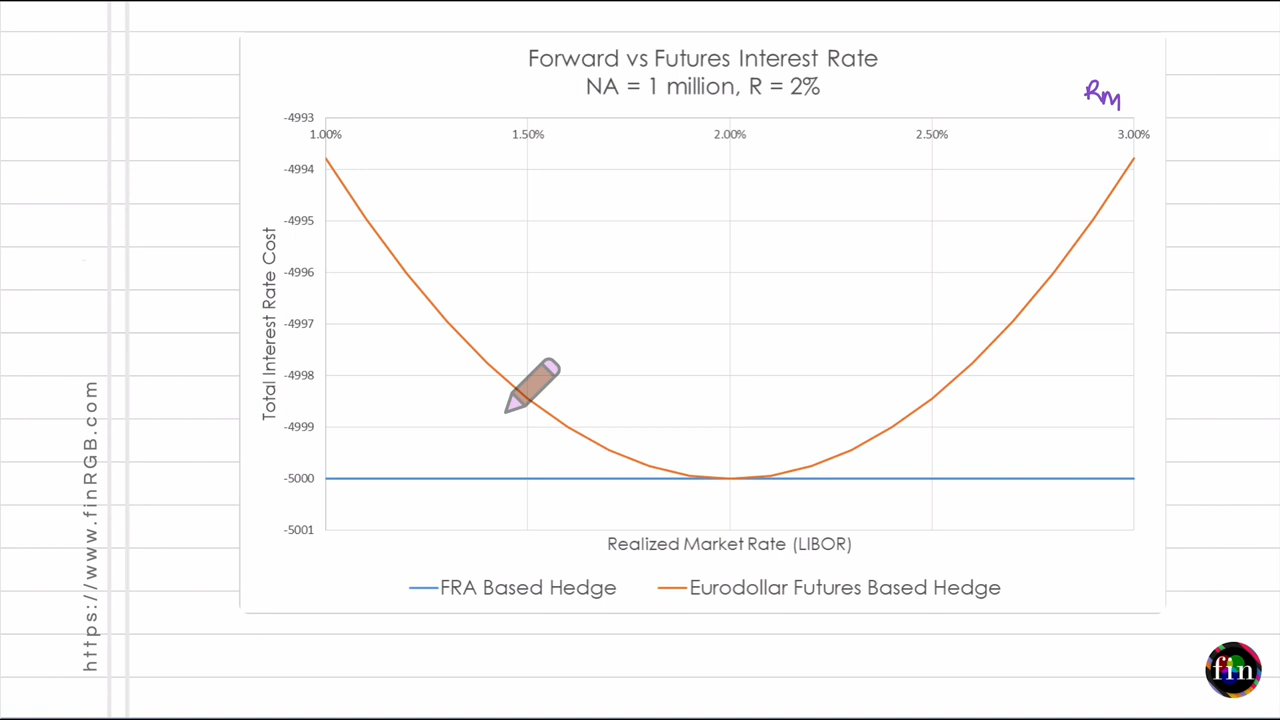 Forward vs Futures Interest Rate
NA = 1 million, R = 2%
Rm
-4993
1.00% 1.50% 2.00% 2.50% 3.00%
-4994
-4995
-4996
-4997
-4998
-4999
-5000
-5001
Total Interest Rate Cost
Realized Market Rate (LIBOR)
FRA Based Hedge Eurodollar Futures Based Hedge
https://www.finRGB.com
fin